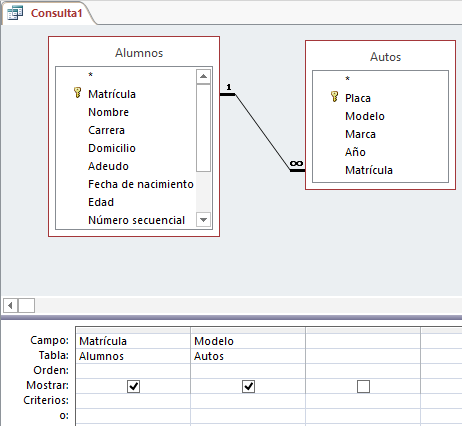 Consulta1
Alumnos
*
Matrícula
Nombre
Carrera
Domicilio
Adeudo
Fecha de nacimiento
Edad
Número secuencial
1
∞
Autos
*
Placa
Modelo
Marca
Año
Matrícula
Campo: Matrícula Modelo
Tabla: Alumnos Autos
Orden:
Mostrar:
Criterios:
o: